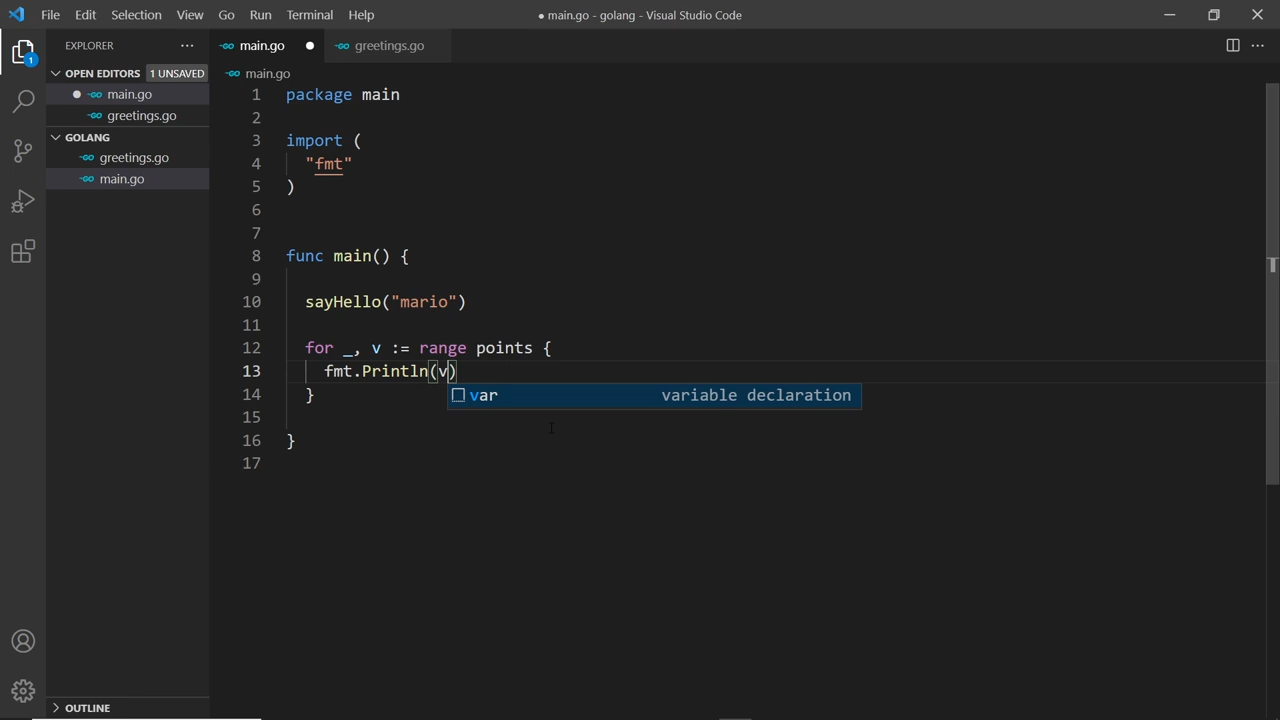 File Edit Selection View Go Run Terminal Help
● main.go - golang - Visual Studio Code
EXPLORER
OPEN EDITORS 1 UNSAVED
main.go
greetings.go
GOLANG
greetings.go
main.go
OUTLINE
1
main.go
greetings.go
main.go
1 package main
2
3 import (
4 "fmt"
5 )
6
7
8 func main() {
9
10 sayHello("mario")
11
12 for _, v := range points {
13 fmt.Println(v)
var variable declaration
14 }
15
16 }
17